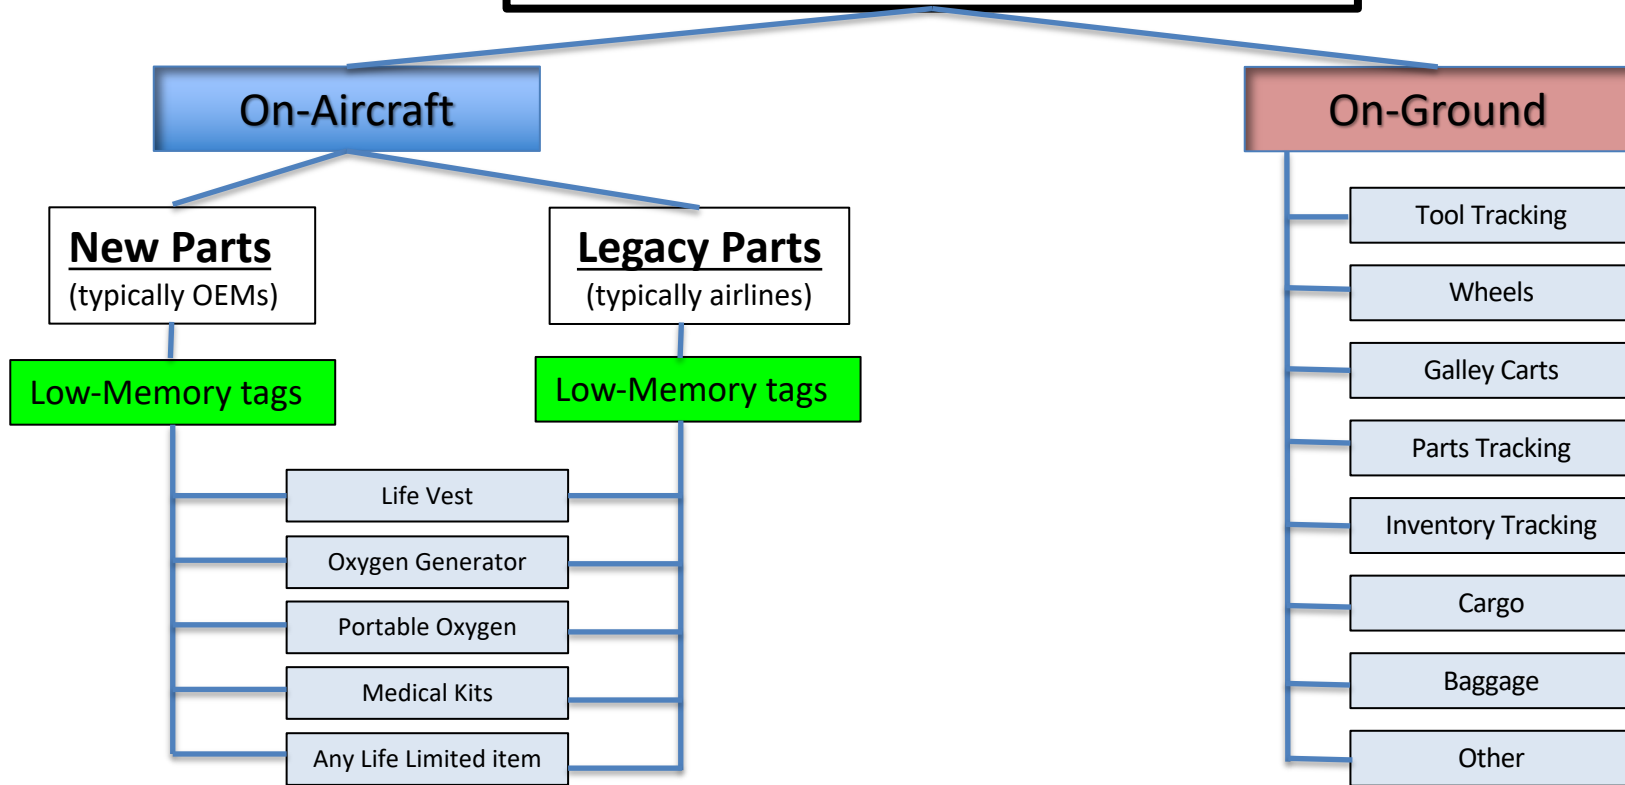 On-Aircraft
On-Ground
New Parts
(typically OEMs)
Legacy Parts
(typically airlines)
Low-Memory tags
Low-Memory tags
Life Vest
Oxygen Generator
Portable Oxygen
Medical Kits
Any Life Limited item
Tool Tracking
Wheels
Galley Carts
Parts Tracking
Inventory Tracking
Cargo
Baggage
Other